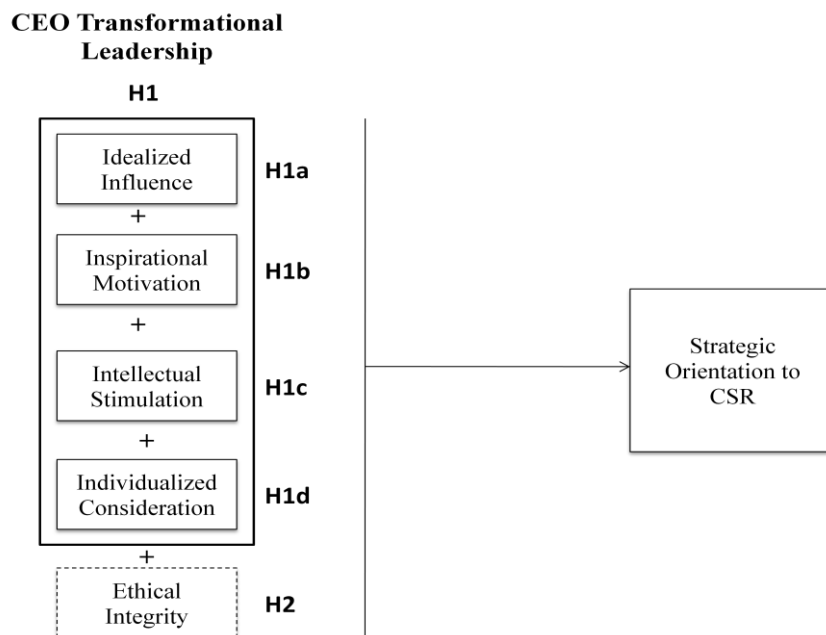 CEO Transformational
Leadership
H1
Idealized
Influence
H1a
+
Inspirational
Motivation
H1b
+
Intellectual
Stimulation
H1c
+
Individualized
Consideration
H1d
+
Ethical
Integrity
H2
Strategic
Orientation to
CSR